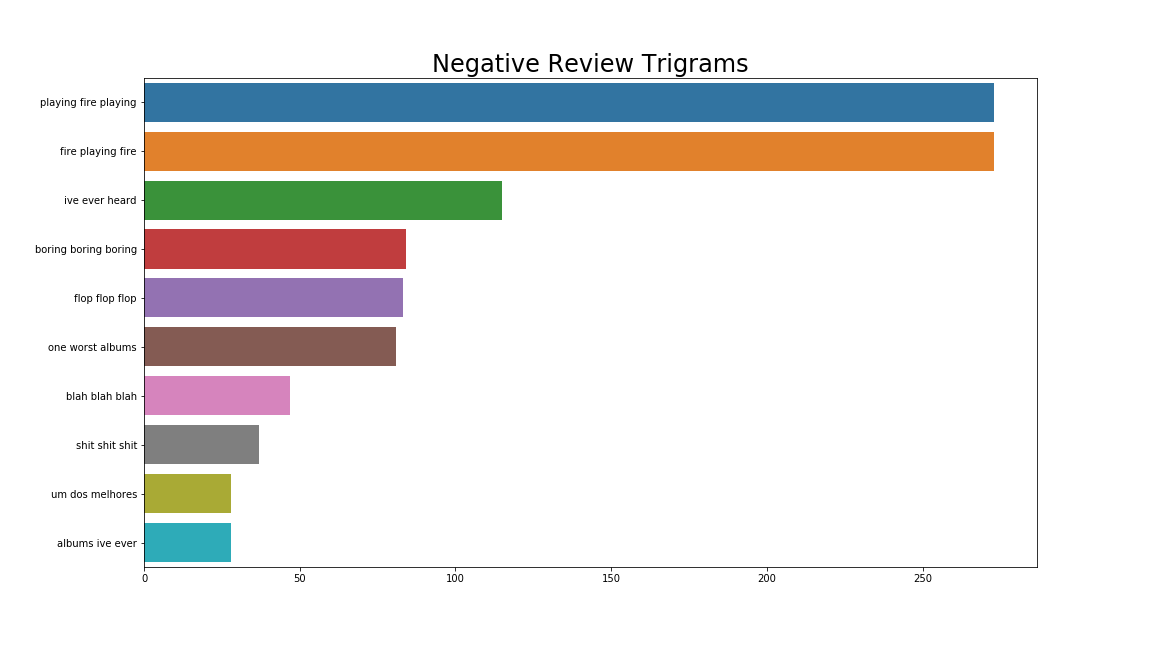 Negative Review Trigrams
playing fire playing
fire playing fire
ive ever heard
boring boring boring
flop flop flop
one worst albums
blah blah blah
shit shit shit
um dos melhores
albums ive ever
0 50 100 150 200 250